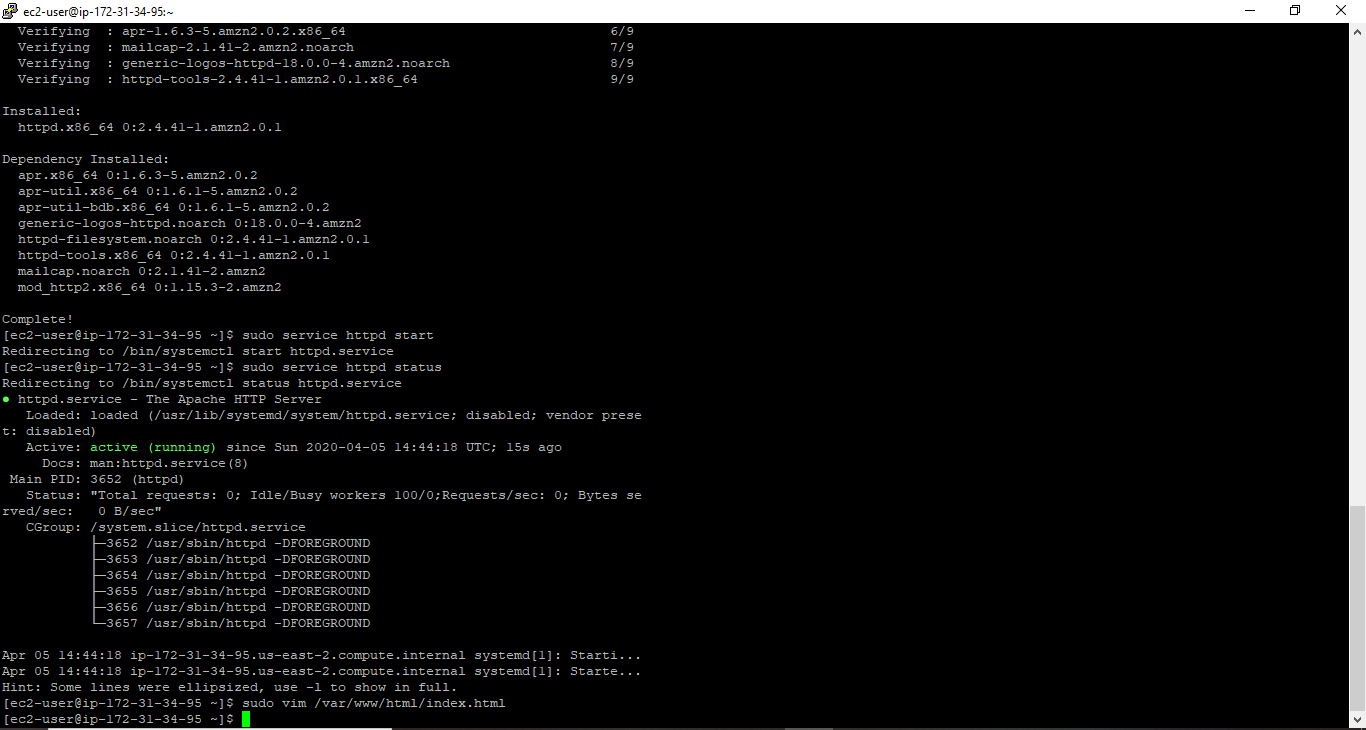 ec2-user@ip-172-31-34-95:~
Verifying  : apr-1.6.3-5.amzn2.0.2.x86_64 6/9
Verifying  : mailcap-2.1.41-2.amzn2.noarch 7/9
Verifying  : generic-logos-httpd-18.0.0-4.amzn2.noarch 8/9
Verifying  : httpd-tools-2.4.41-1.amzn2.0.1.x86_64 9/9
Installed:
httpd.x86_64 0:2.4.41-1.amzn2.0.1
Dependency Installed:
apr.x86_64 0:1.6.3-5.amzn2.0.2
apr-util.x86_64 0:1.6.1-5.amzn2.0.2
apr-util-bdb.x86_64 0:1.6.1-5.amzn2.0.2
generic-logos-httpd.noarch 0:18.0.0-4.amzn2
httpd-filesystem.noarch 0:2.4.41-1.amzn2.0.1
httpd-tools.x86_64 0:2.4.41-1.amzn2.0.1
mailcap.noarch 0:2.1.41-2.amzn2
mod_http2.x86_64 0:1.15.3-2.amzn2
Complete!
[ec2-user@ip-172-31-34-95 ~]$ sudo service httpd start
Redirecting to /bin/systemctl start httpd.service
[ec2-user@ip-172-31-34-95 ~]$ sudo service httpd status
Redirecting to /bin/systemctl status httpd.service
● httpd.service - The Apache HTTP Server
Loaded: loaded (/usr/lib/systemd/system/httpd.service; disabled; vendor prese
t: disabled)
Active: active (running) since Sun 2020-04-05 14:44:18 UTC; 15s ago
Docs: man:httpd.service(8)
Main PID: 3652 (httpd)
Status: "Total requests: 0; Idle/Busy workers 100/0;Requests/sec: 0; Bytes se
rved/sec:   0 B/sec"
CGroup: /system.slice/httpd.service
├─3652 /usr/sbin/httpd -DFOREGROUND
├─3653 /usr/sbin/httpd -DFOREGROUND
├─3654 /usr/sbin/httpd -DFOREGROUND
├─3655 /usr/sbin/httpd -DFOREGROUND
├─3656 /usr/sbin/httpd -DFOREGROUND
└─3657 /usr/sbin/httpd -DFOREGROUND
Apr 05 14:44:18 ip-172-31-34-95.us-east-2.compute.internal systemd[1]: Starti...
Apr 05 14:44:18 ip-172-31-34-95.us-east-2.compute.internal systemd[1]: Starte...
Hint: Some lines were ellipsized, use -l to show in full.
[ec2-user@ip-172-31-34-95 ~]$ sudo vim /var/www/html/index.html
[ec2-user@ip-172-31-34-95 ~]$